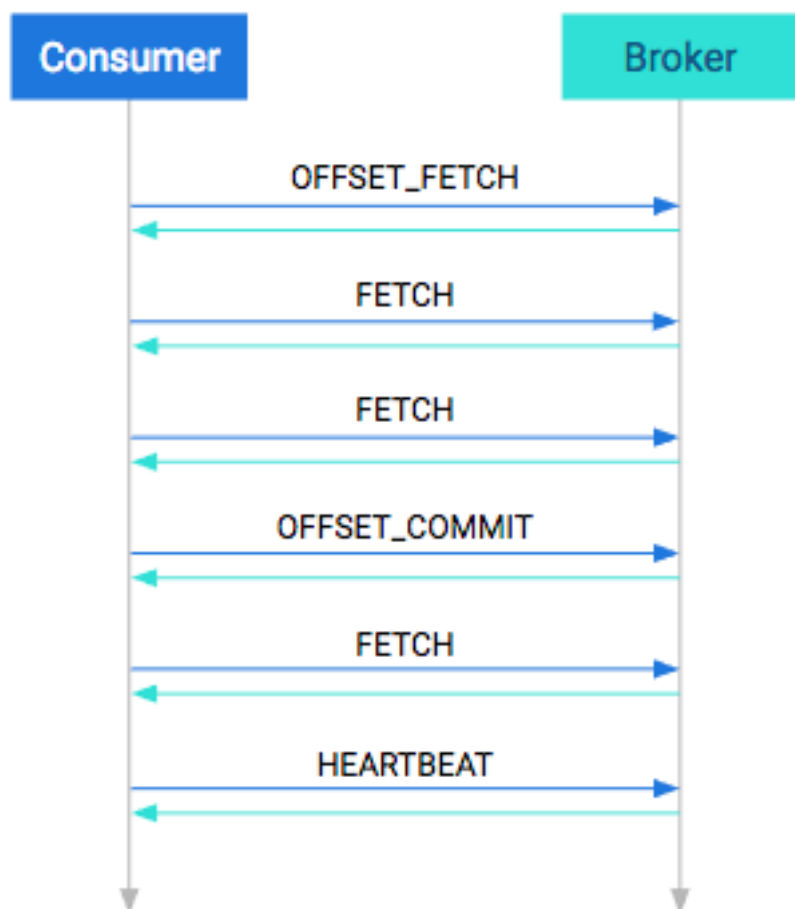 Consumer
Broker
OFFSET_FETCH
FETCH
FETCH
OFFSET_COMMIT
FETCH
HEARTBEAT